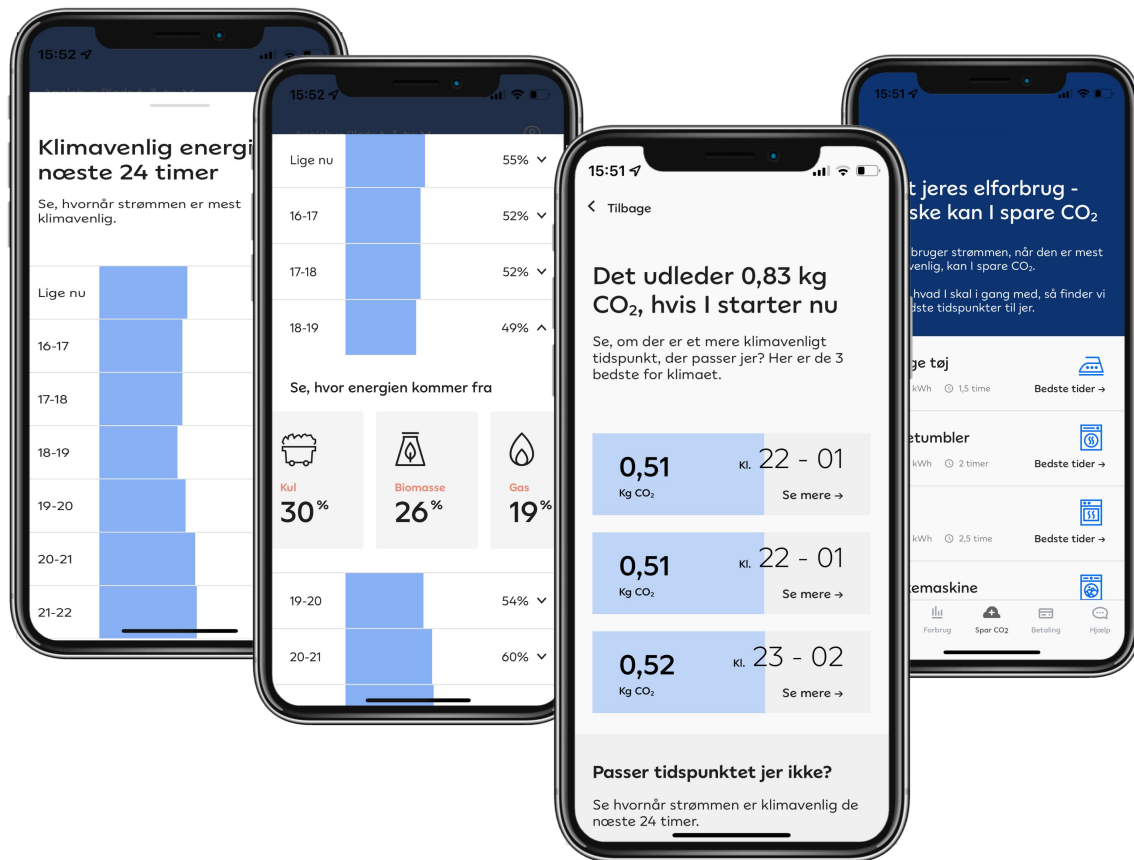 15:52
Klimavenlig energi
næste 24 timer
Se, hvornår strømmen er mest
klimavenlig.
Lige nu
16-17
17-18
18-19
19-20
20-21
21-22
15:52
Lige nu 55%
16-17 52%
17-18 52%
18-19 49%
Se, hvor energien kommer fra
Kul
30%
Biomasse
26%
Gas
19%
19-20 54%
20-21 60%
15:51
Tilbage
Det udleder 0,83 kg
CO₂, hvis I starter nu
Se, om der er et mere klimavenligt
tidspunkt, der passer jer? Her er de 3
bedste for klimaet.
0,51 Kl. 22 - 01
Kg CO₂ Se mere →
0,51 Kl. 22 - 01
Kg CO₂ Se mere →
0,52 Kl. 23 - 02
Kg CO₂ Se mere →
Passer tidspunktet jer ikke?
Se hvornår strømmen er klimavenlig de
næste 24 timer.
15:51
t jeres elforbrug -
ske kan I spare CO₂
bruger strømmen, når den er mest
venlig, kan I spare CO₂.
hvad I skal i gang med, så finder vi
dste tidspunkter til jer.
ge tøj
kWh 1,5 time Bedste tider →
etumbler
kWh 2 timer Bedste tider →
kWh 2,5 time Bedste tider →
kemaskine
Forbrug Spar CO2 Betaling Hjælp